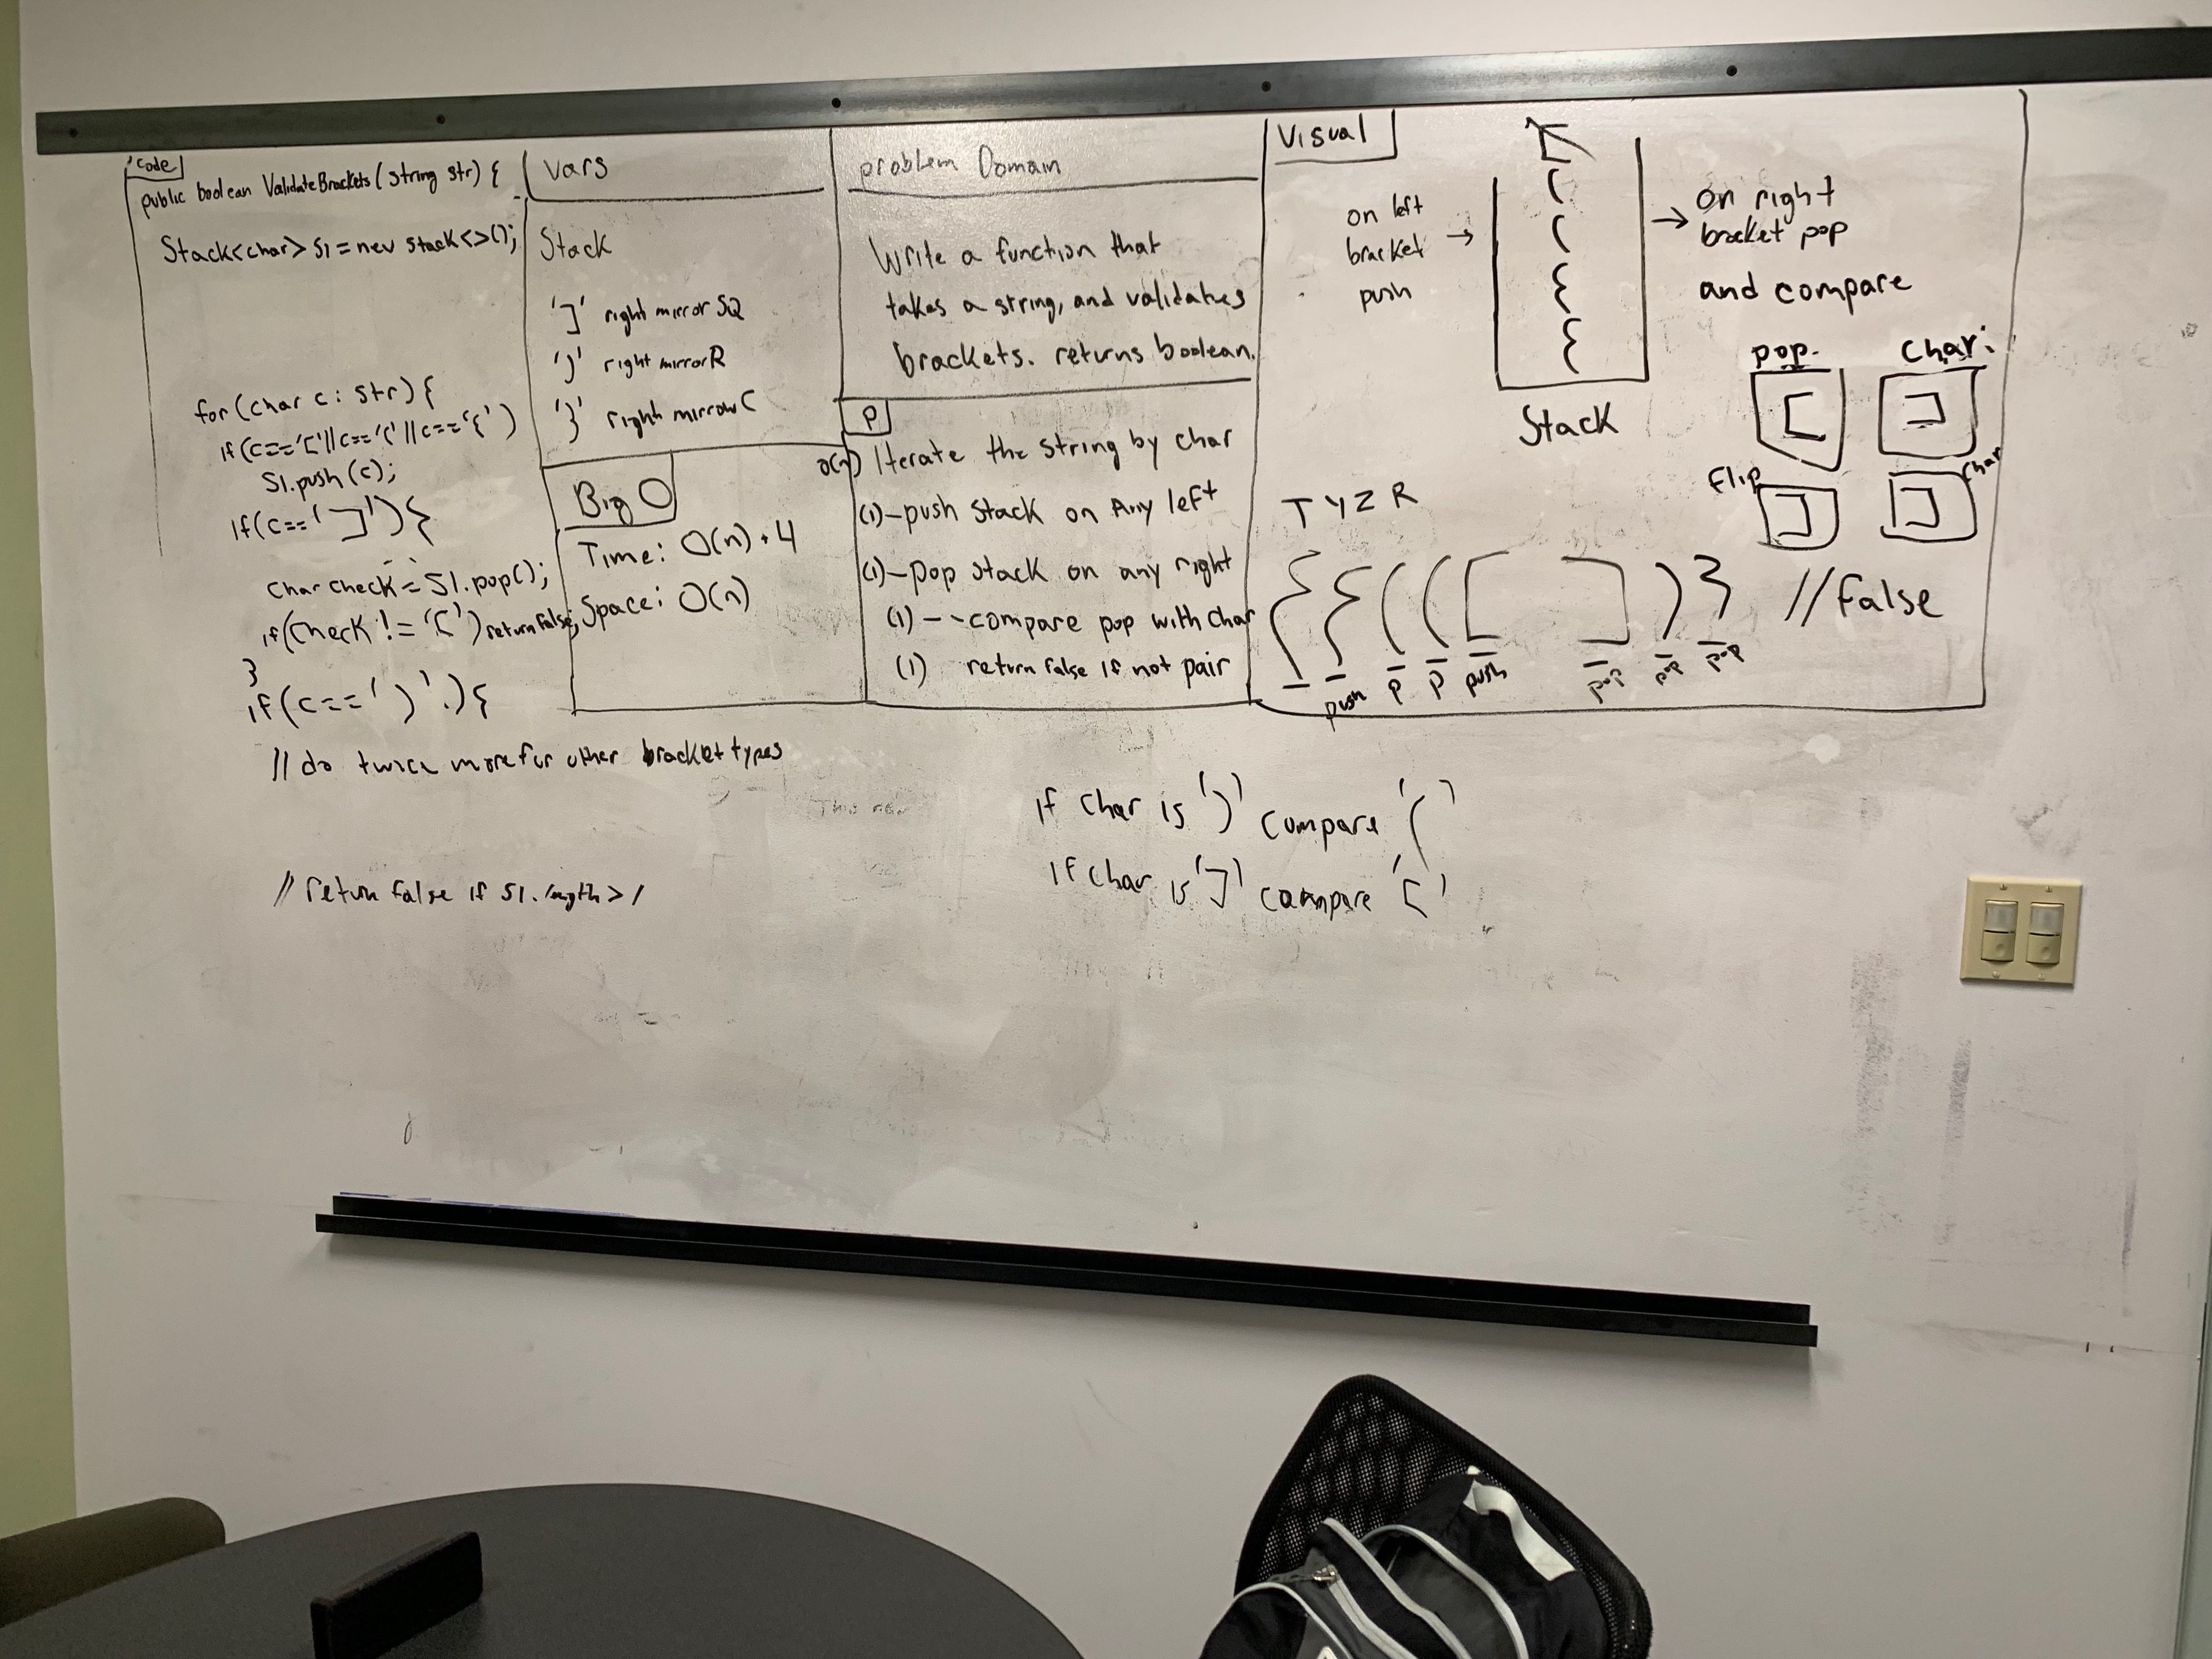 Code
public boolean ValidateBrackets(string str) {
Stack<char> S1 = new stack<>();
for (char c : str) {
if(c=='['||c=='('||c=='{')
S1.push(c);
if(c==']'){
char check = S1.pop();
if(check != '[') return false;
}
if(c==')'.){
// do twice more for other bracket types
// return false if S1.length > 1
Vars
Stack
']' right mirror SQ
')' right mirror R
'}' right mirrow C
Big O
Time: O(n) * 4
Space: O(n)
problem Domain
Write a function that
takes a string, and validates
brackets. returns boolean.
P
O(n) Iterate the string by char
(1) - push Stack on Any left
(1) - pop stack on any right
(1) - - compare pop with char
(1) return false if not pair
Visual
on left
bracket →
push
[
(
(
{
{
Stack
→ on right
bracket pop
and compare
pop. char:
[ ]
Flip char
] ]
T Y Z R
{ { ( ( [ ] ) } // false
push P P push pop pop pop
If char is ')' compare '('
If char is ']' compare '['